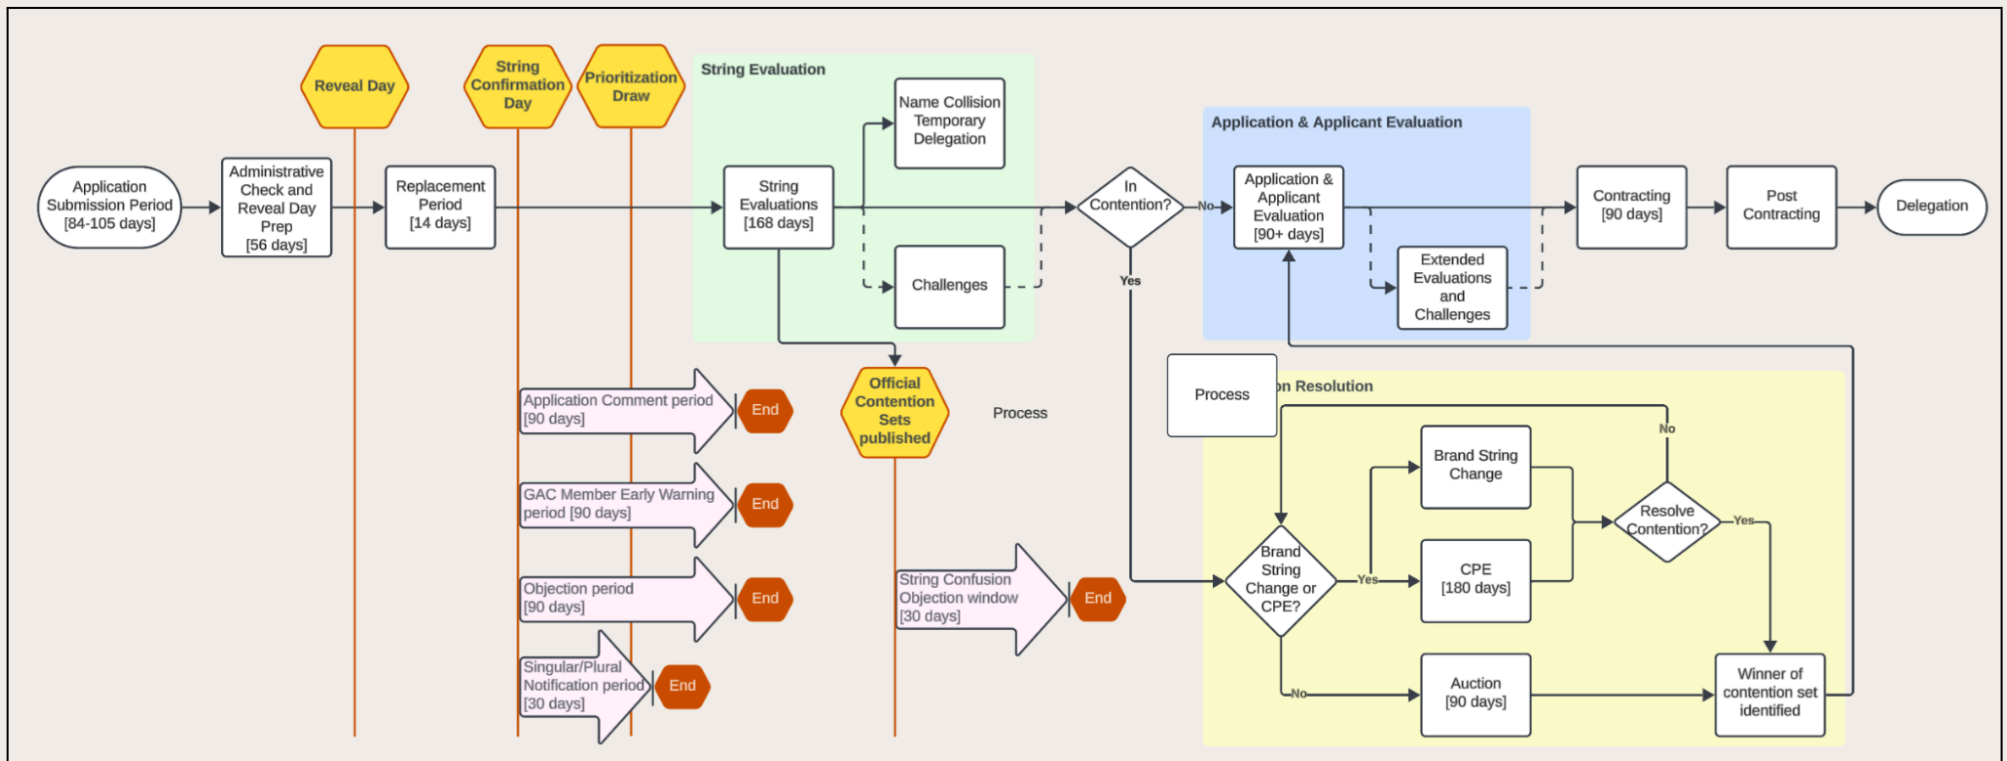 Reveal Day
String
Confirmation
Day
Prioritization
Draw
String Evaluation
Name Collision
Temporary
Delegation
Application & Applicant Evaluation
Application
Submission Period
[84-105 days]
Administrative
Check and
Reveal Day
Prep
[56 days]
Replacement
Period
[14 days]
String
Evaluations
[168 days]
In
Contention?
No
Application &
Applicant
Evaluation
[90+ days]
Contracting
[90 days]
Post
Contracting
Delegation
Challenges
Yes
Extended
Evaluations
and
Challenges
Official
Contention
Sets
published
Process
Process
on Resolution
Application Comment period
[90 days]
End
GAC Member Early Warning
period [90 days]
End
Objection period
[90 days]
End
Singular/Plural
Notification period
[30 days]
End
String Confusion
Objection window
[30 days]
End
No
Brand String
Change
Resolve
Contention?
Yes
Brand
String
Change or
CPE?
Yes
CPE
[180 days]
No
Auction
[90 days]
Winner of
contention set
identified